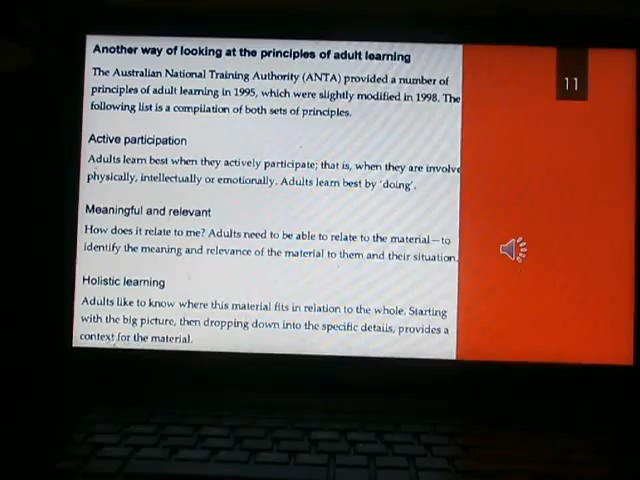 Another way of looking at the principles of adult learning
The Australian National Training Authority (ANTA) provided a number of
principles of adult learning in 1995, which were slightly modified in 1998. The
following list is a compilation of both sets of principles.
Active participation
Adults learn best when they actively participate; that is, when they are involve
physically, intellectually or emotionally. Adults learn best by 'doing'.
Meaningful and relevant
How does it relate to me? Adults need to be able to relate to the material—to
identify the meaning and relevance of the material to them and their situation.
Holistic learning
Adults like to know where this material fits in relation to the whole. Starting
with the big picture, then dropping down into the specific details, provides a
context for the material.
11